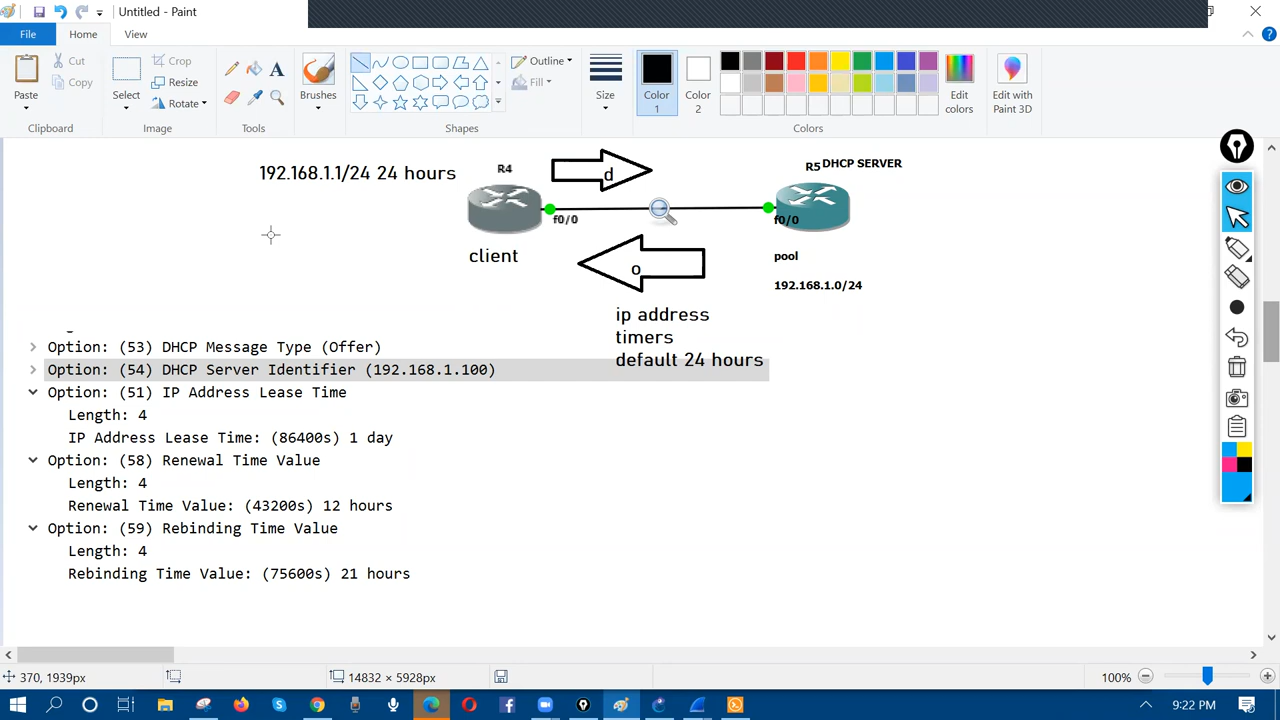 Untitled - Paint
File
Home
View
Paste
Cut
Copy
Clipboard
Select
Crop
Resize
Rotate
Image
Tools
Brushes
Outline
Fill
Shapes
Size
Color
1
Color
2
Edit
colors
Edit with
Paint 3D
Colors
192.168.1.1/24 24 hours
R4
d
R5
DHCP SERVER
f0/0
f0/0
client
o
pool
192.168.1.0/24
ip address
timers
default 24 hours
Option: (53) DHCP Message Type (Offer)
Option: (54) DHCP Server Identifier (192.168.1.100)
Option: (51) IP Address Lease Time
Length: 4
IP Address Lease Time: (86400s) 1 day
Option: (58) Renewal Time Value
Length: 4
Renewal Time Value: (43200s) 12 hours
Option: (59) Rebinding Time Value
Length: 4
Rebinding Time Value: (75600s) 21 hours
370, 1939px
14832 × 5928px
100%
9:22 PM